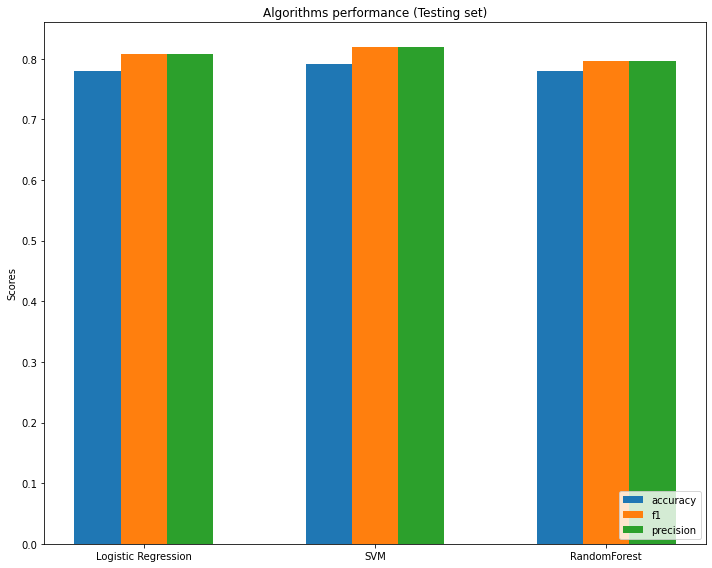 Algorithms performance (Testing set)
Scores
0.8
0.7
0.6
0.5
0.4
0.3
0.2
0.1
0.0
Logistic Regression
SVM
RandomForest
accuracy
f1
precision